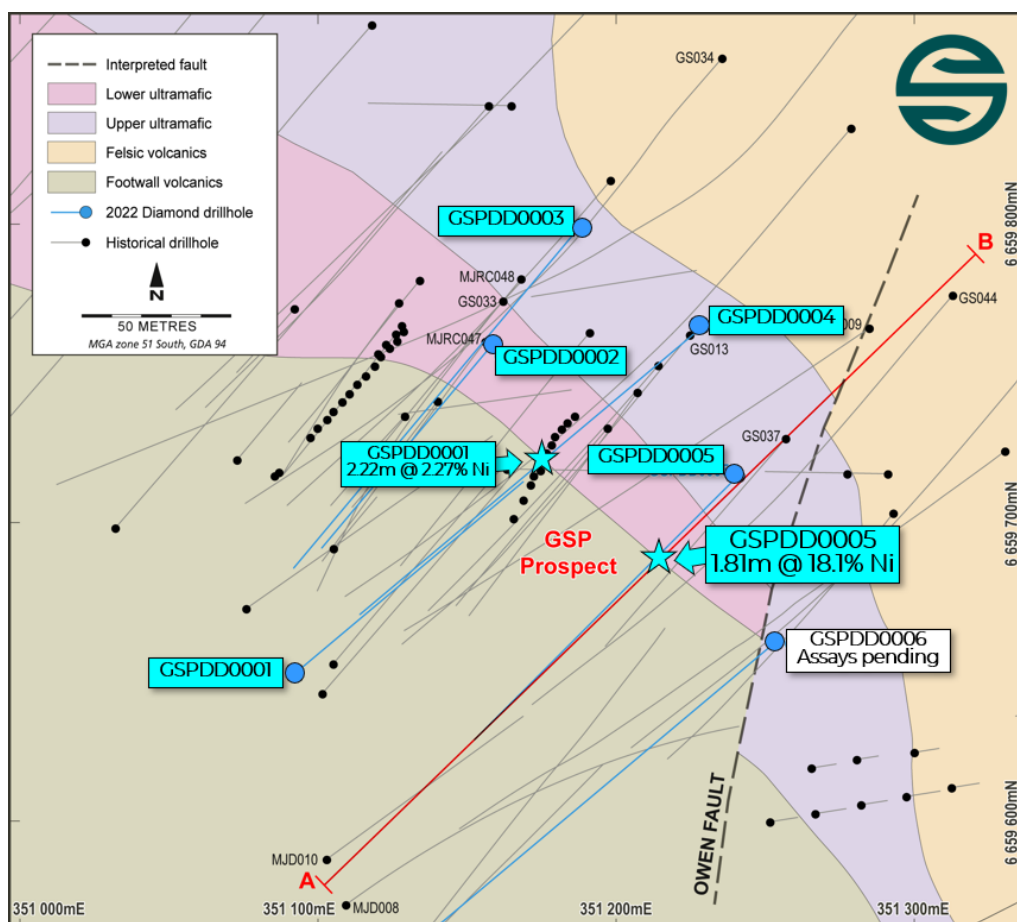 Interpreted fault
Lower ultramafic
Upper ultramafic
Felsic volcanics
Footwall volcanics
2022 Diamond drillhole
Historical drillhole
N
50 METRES
MGA zone 51 South, GDA 94
GS034
GSPDD0003
6 659 800mN
B
MJRC048
GS033
GS044
GSPDD0004
009
MJRC047
GS013
GSPDD0002
GS037
GSPDD0001
2.22m @ 2.27% Ni
GSPDD0005
6 659 700mN
GSP
Prospect
GSPDD0005
1.81m @ 18.1% Ni
GSPDD0006
Assays pending
GSPDD0001
6 659 600mN
OWEN FAULT
MJD010
A
MJD008
351 000mE
351 100mE
351 200mE
351 300mE